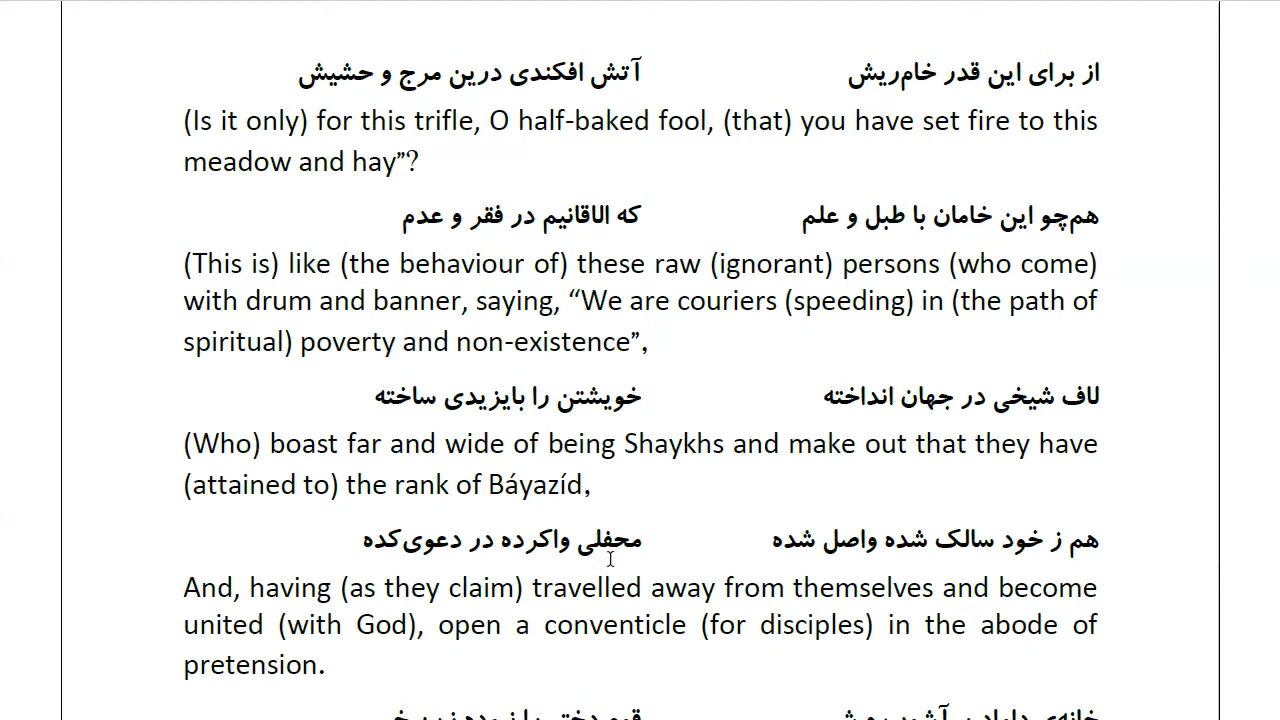 از برای این قدر خام‌ریش آتش افکندی درین مرج و حشیش
(Is it only) for this trifle, O half-baked fool, (that) you have set fire to this
meadow and hay”?
هم‌چو این خامان با طبل و علم که الاقانیم در فقر و عدم
(This is) like (the behaviour of) these raw (ignorant) persons (who come)
with drum and banner, saying, “We are couriers (speeding) in (the path of
spiritual) poverty and non-existence”,
لاف شیخی در جهان انداخته خویشتن را بایزیدی ساخته
(Who) boast far and wide of being Shaykhs and make out that they have
(attained to) the rank of Báyazíd,
هم ز خود سالک شده واصل شده محفلی واکرده در دعوی‌کده
And, having (as they claim) travelled away from themselves and become
united (with God), open a conventicle (for disciples) in the abode of
pretension.